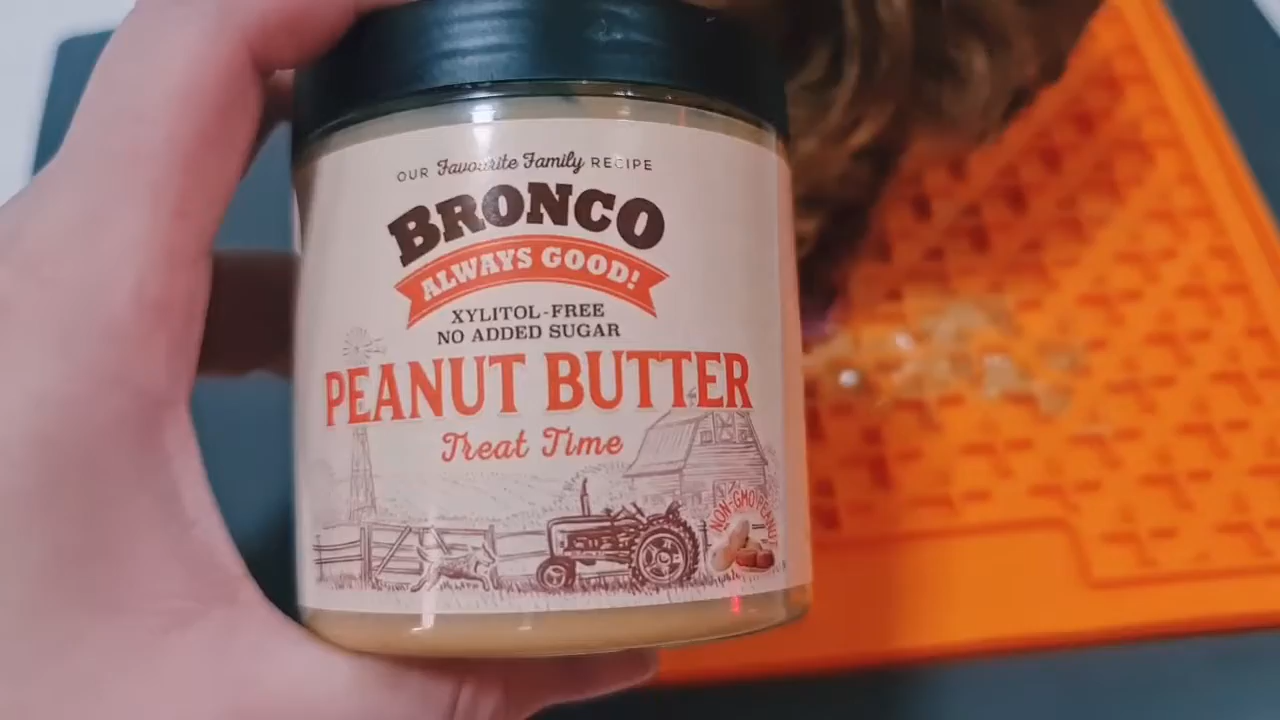 OUR Favourite Family RECIPE
BRONCO
ALWAYS GOOD!
XYLITOL-FREE
NO ADDED SUGAR
PEANUT BUTTER
Treat Time
NON-GMO PEANUT